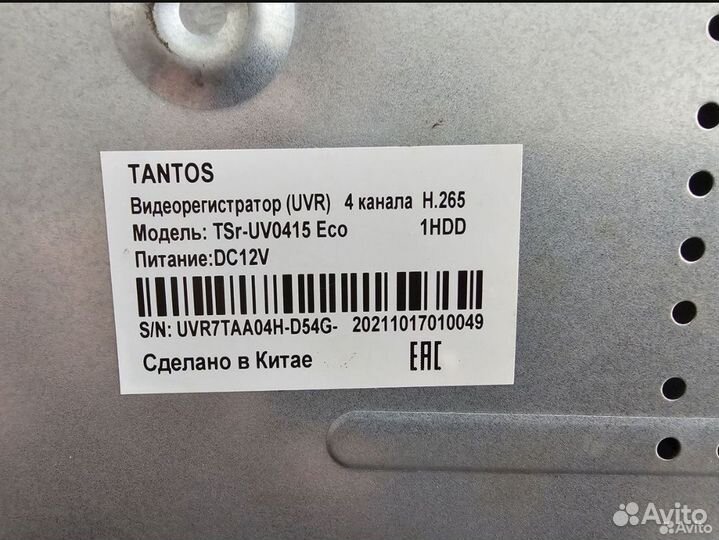 TANTOS
Видеорегистратор (UVR) 4 канала H.265
Модель: TSr-UV0415 Eco 1HDD
Питание:DC12V
S/N: UVR7TAA04H-D54G- 20211017010049
Сделано в Китае EAC
Avito
Avito